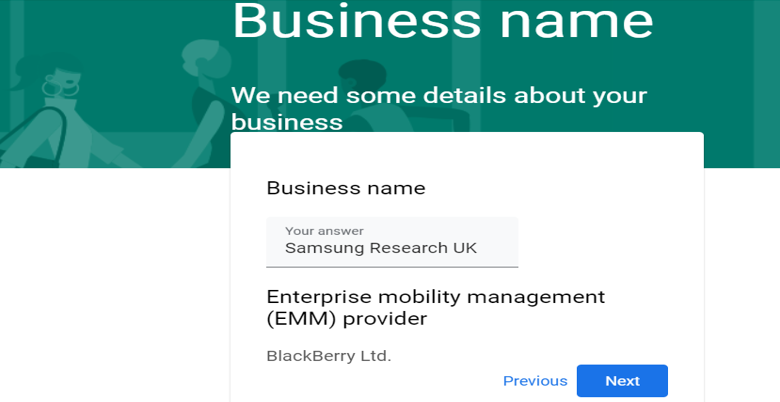 Business name
We need some details about your
business
Business name
Your answer
Samsung Research UK
Enterprise mobility management
(EMM) provider
BlackBerry Ltd.
Previous Next